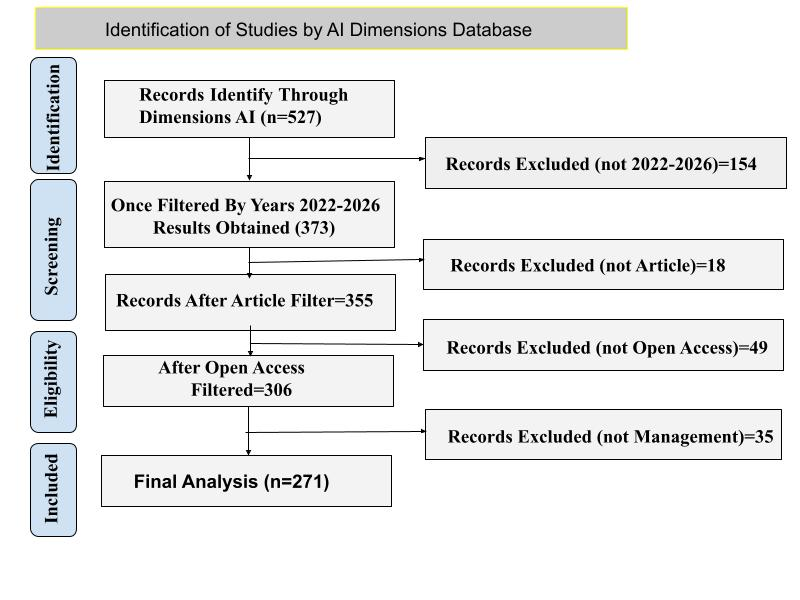 Identification of Studies by AI Dimensions Database
Identification
Records Identify Through
Dimensions AI (n=527)
Records Excluded (not 2022-2026)=154
Screening
Once Filtered By Years 2022-2026
Results Obtained (373)
Records Excluded (not Article)=18
Records After Article Filter=355
Eligibility
Records Excluded (not Open Access)=49
After Open Access
Filtered=306
Records Excluded (not Management)=35
Included
Final Analysis (n=271)